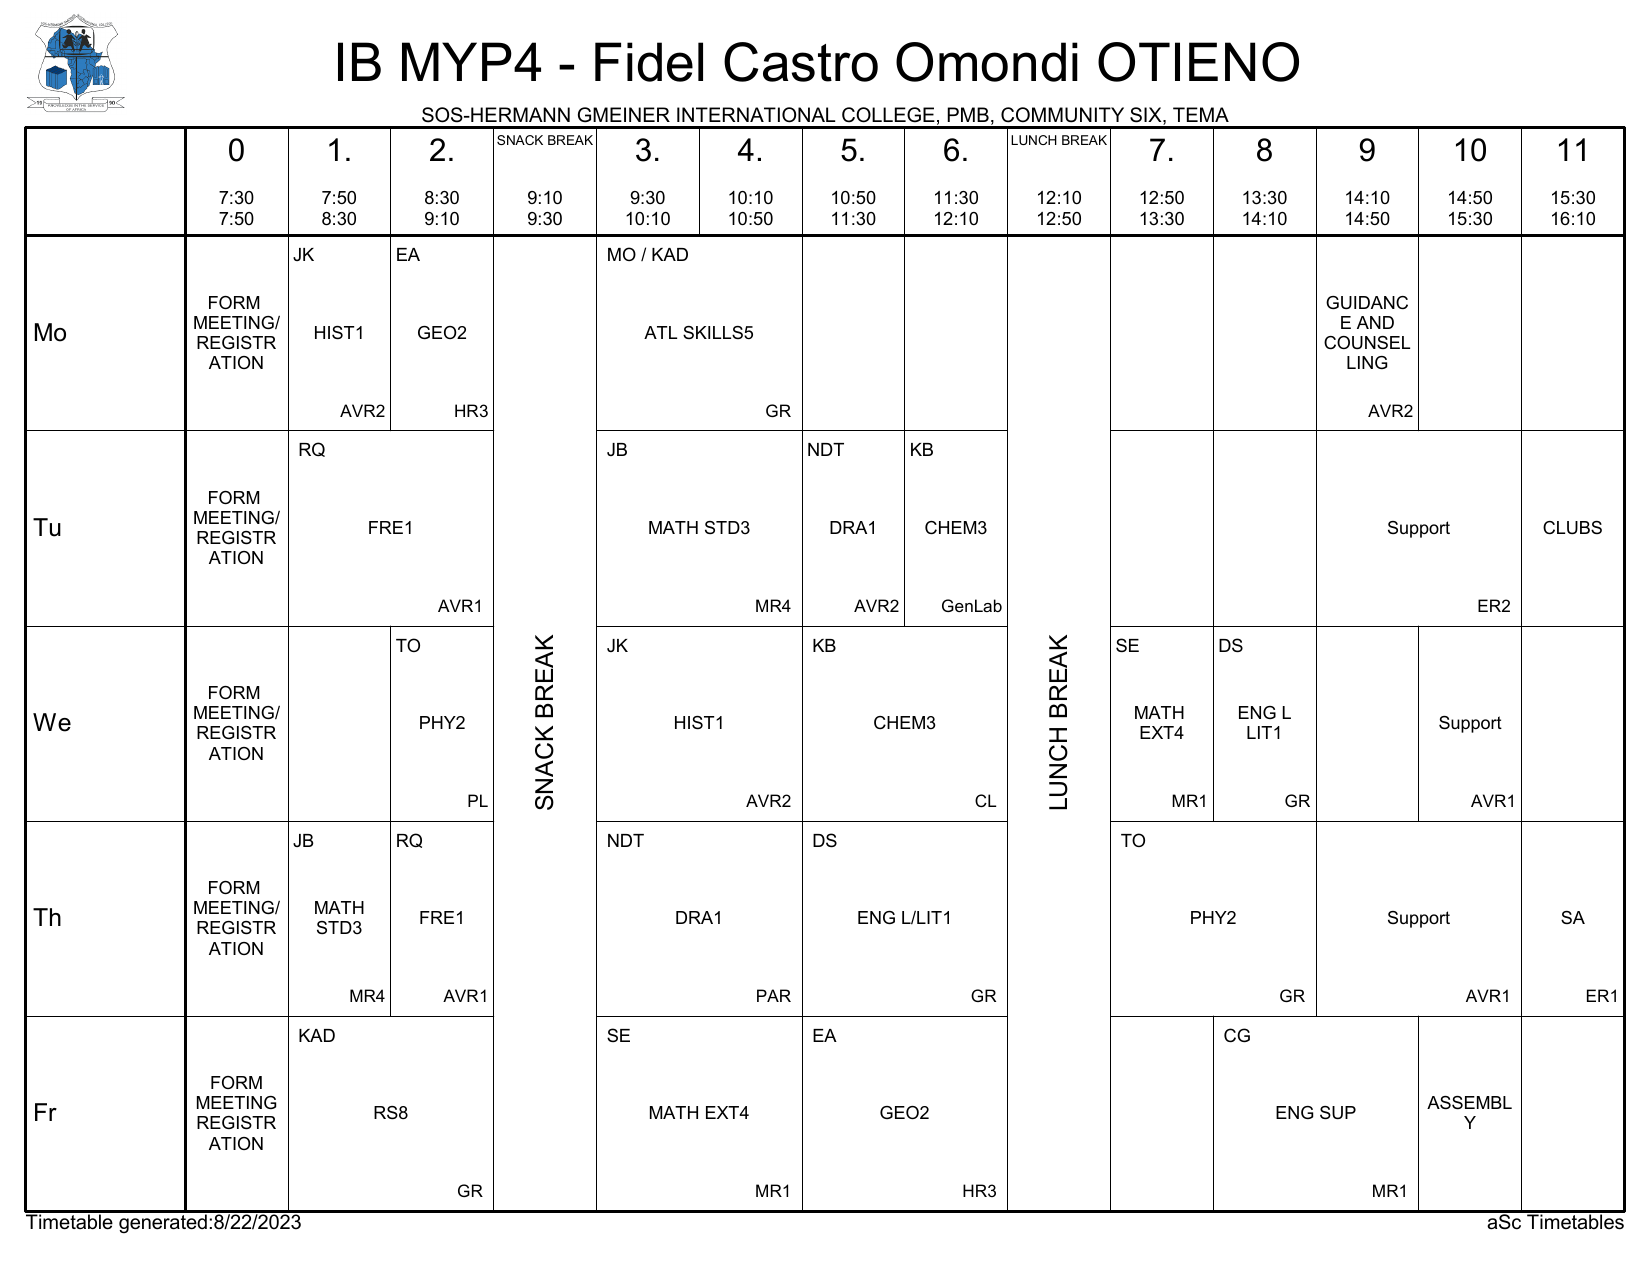 IB MYP4 - Fidel Castro Omondi OTIENO
SOS-HERMANN GMEINER INTERNATIONAL COLLEGE, PMB, COMMUNITY SIX, TEMA
0 1. 2. SNACK BREAK 3. 4. 5. 6. LUNCH BREAK 7. 8 9 10 11
7:30 7:50 8:30 9:10 9:30 10:10 10:50 11:30 12:10 12:50 13:30 14:10 14:50 15:30
7:50 8:30 9:10 9:30 10:10 10:50 11:30 12:10 12:50 13:30 14:10 14:50 15:30 16:10
Mo
FORM
MEETING/
REGISTR
ATION
JK
HIST1
AVR2
EA
GEO2
HR3
MO / KAD
ATL SKILLS5
GR
GUIDANC
E AND
COUNSEL
LING
AVR2
Tu
FORM
MEETING/
REGISTR
ATION
RQ
FRE1
AVR1
JB
MATH STD3
MR4
NDT
DRA1
AVR2
KB
CHEM3
GenLab
Support
ER2
CLUBS
We
FORM
MEETING/
REGISTR
ATION
TO
PHY2
PL
SNACK BREAK
JK
HIST1
AVR2
KB
CHEM3
CL
LUNCH BREAK
SE
MATH
EXT4
MR1
DS
ENG L
LIT1
GR
Support
AVR1
Th
FORM
MEETING/
REGISTR
ATION
JB
MATH
STD3
MR4
RQ
FRE1
AVR1
NDT
DRA1
PAR
DS
ENG L/LIT1
GR
TO
PHY2
GR
Support
AVR1
SA
ER1
Fr
FORM
MEETING
REGISTR
ATION
KAD
RS8
GR
SE
MATH EXT4
MR1
EA
GEO2
HR3
CG
ENG SUP
MR1
ASSEMBL
Y
Timetable generated:8/22/2023
aSc Timetables